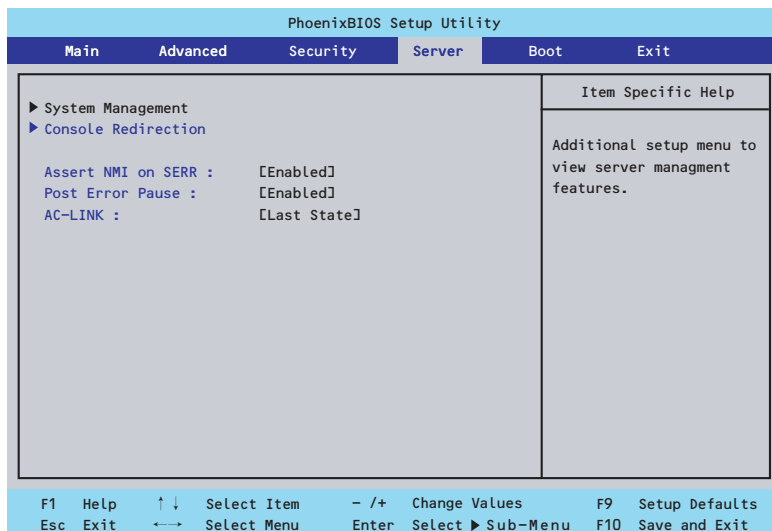 PhoenixBIOS Setup Utility
Main Advanced Security Server Boot Exit
▶ System Management
▶ Console Redirection
Assert NMI on SERR : [Enabled]
Post Error Pause : [Enabled]
AC-LINK : [Last State]
Item Specific Help
Additional setup menu to
view server managment
features.
F1 Help ↑↓ Select Item - /+ Change Values F9 Setup Defaults
Esc Exit ←→ Select Menu Enter Select ▶ Sub-Menu F10 Save and Exit